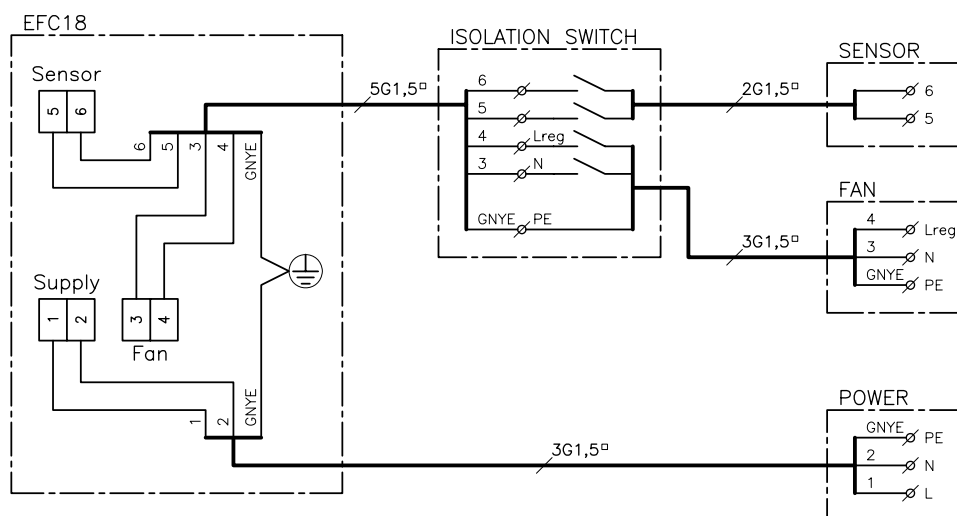 EFC18
Sensor
5 6
6 5 3 4 GNYE
Supply
1 2
3 4
Fan
1 2 GNYE
5G1,5▫
ISOLATION SWITCH
6
5
4 Lreg
3 N
GNYE PE
2G1,5▫
SENSOR
6
5
3G1,5▫
FAN
4 Lreg
3 N
GNYE PE
3G1,5▫
POWER
GNYE PE
2 N
1 L